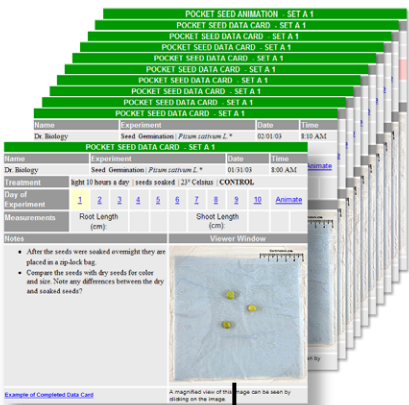 POCKET SEED ANIMATION - SET A 1
POCKET SEED DATA CARD - SET A 1
POCKET SEED DATA CARD - SET A 1
POCKET SEED DATA CARD - SET A 1
POCKET SEED DATA CARD - SET A 1
POCKET SEED DATA CARD - SET A 1
POCKET SEED DATA CARD - SET A 1
POCKET SEED DATA CARD - SET A 1
POCKET SEED DATA CARD - SET A 1
POCKET SEED DATA CARD - SET A 1
Name Experiment Date Time
Dr. Biology Seed Germination | Pisum sativum L. * 02/01/03 8:10 AM
Animate
POCKET SEED DATA CARD - SET A 1
Name Experiment Date Time
Dr. Biology Seed Germination | Pisum sativum L. * 01/31/03 8:00 AM
Treatment light 10 hours a day | seeds soaked | 23° Celsius | CONTROL
Day of Experiment 1 2 3 4 5 6 7 8 9 10 Animate
Measurements Root Length (cm): Shoot Length (cm):
Notes Viewer Window
• After the seeds were soaked overnight they are
placed in a zip-lock bag.
• Compare the seeds with dry seeds for color
and size. Note any differences between the dry
and soaked seeds?
Example of Completed Data Card
A magnified view of this image can be seen by
clicking on the image.